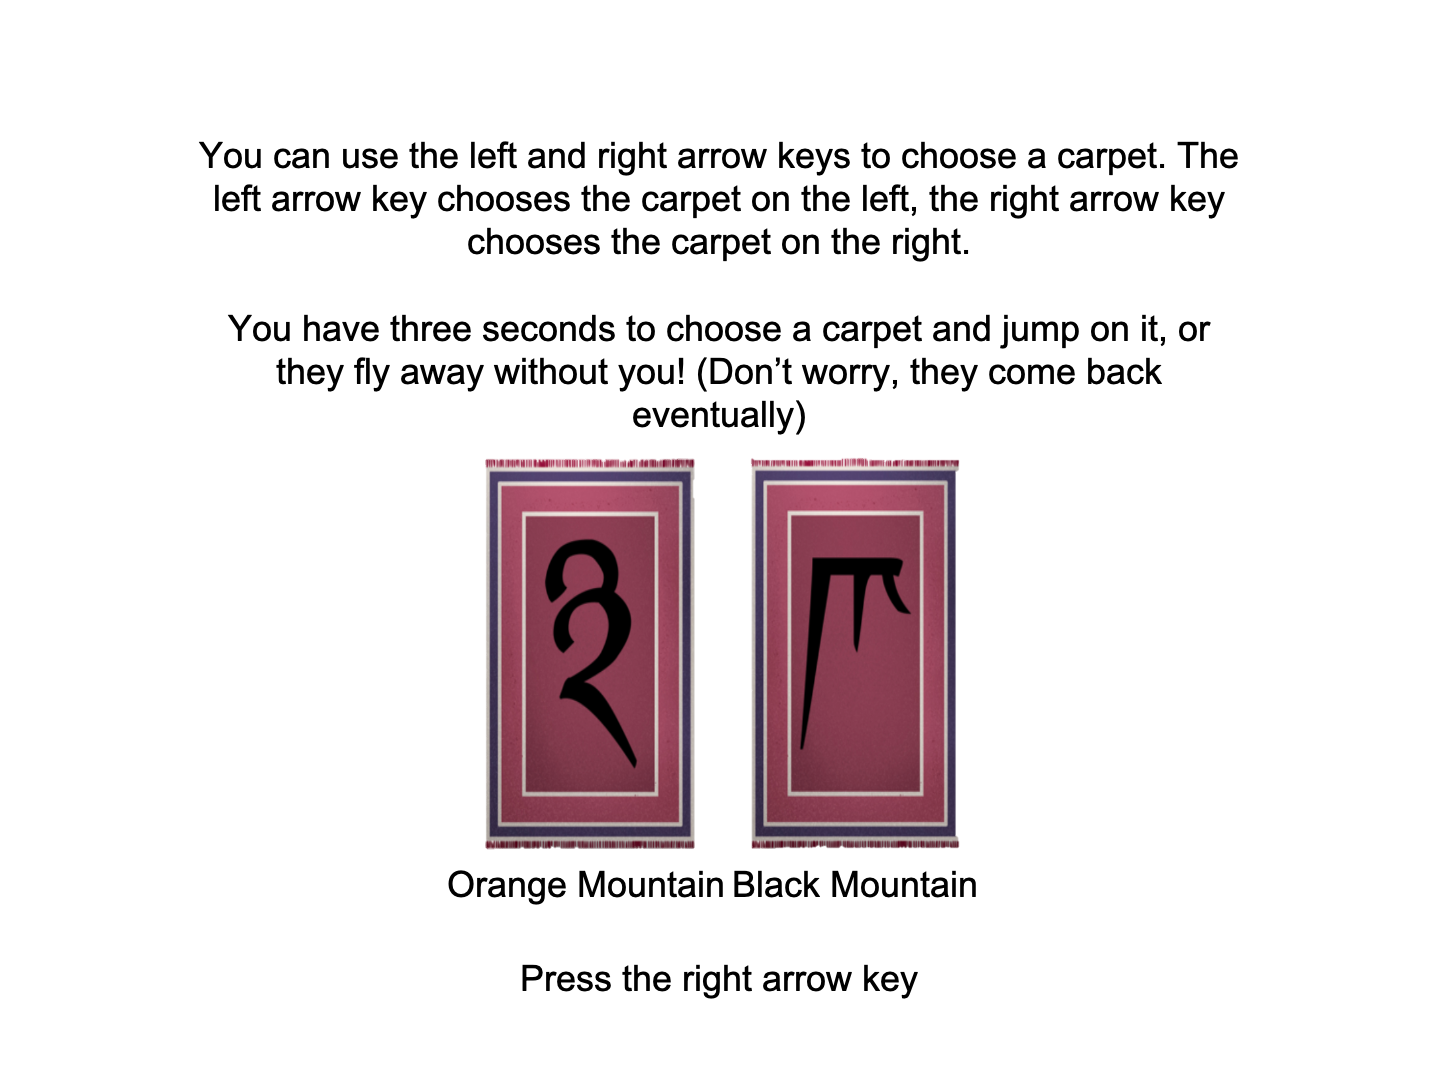 You can use the left and right arrow keys to choose a carpet. The
left arrow key chooses the carpet on the left, the right arrow key
chooses the carpet on the right.
You have three seconds to choose a carpet and jump on it, or
they fly away without you! (Don’t worry, they come back
eventually)
Orange Mountain Black Mountain
Press the right arrow key